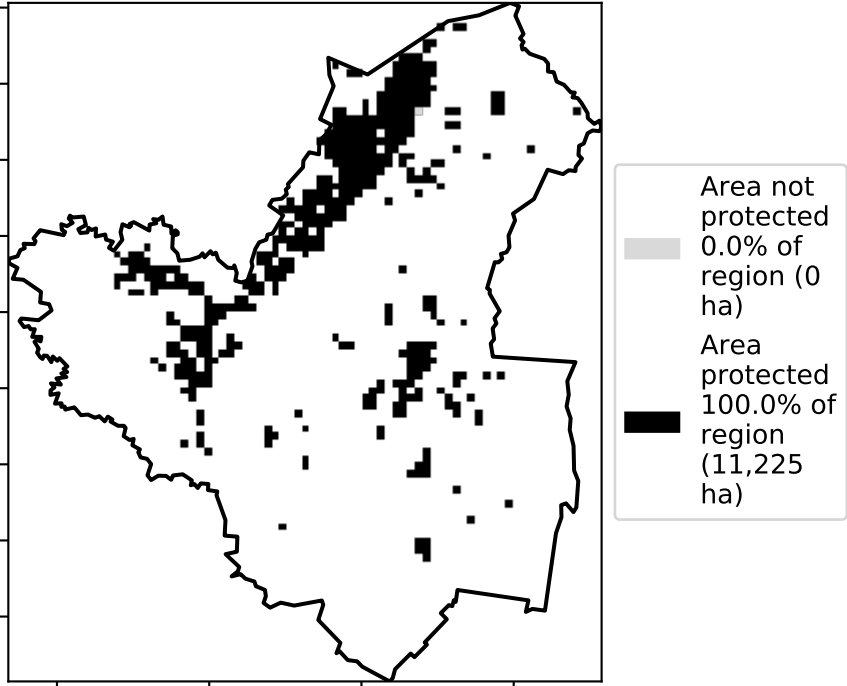 Area not
protected
0.0% of
region (0
ha)
Area
protected
100.0% of
region
(11,225
ha)